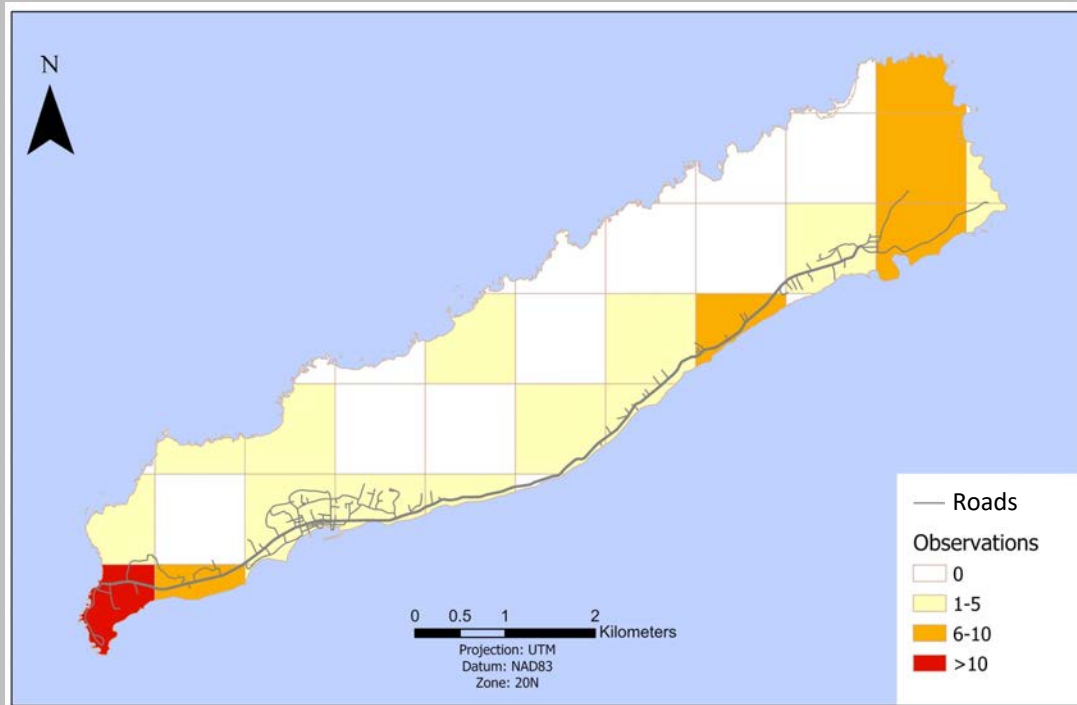 N
0 0.5 1 2
Kilometers
Projection: UTM
Datum: NAD83
Zone: 20N
Roads
Observations
0
1-5
6-10
>10